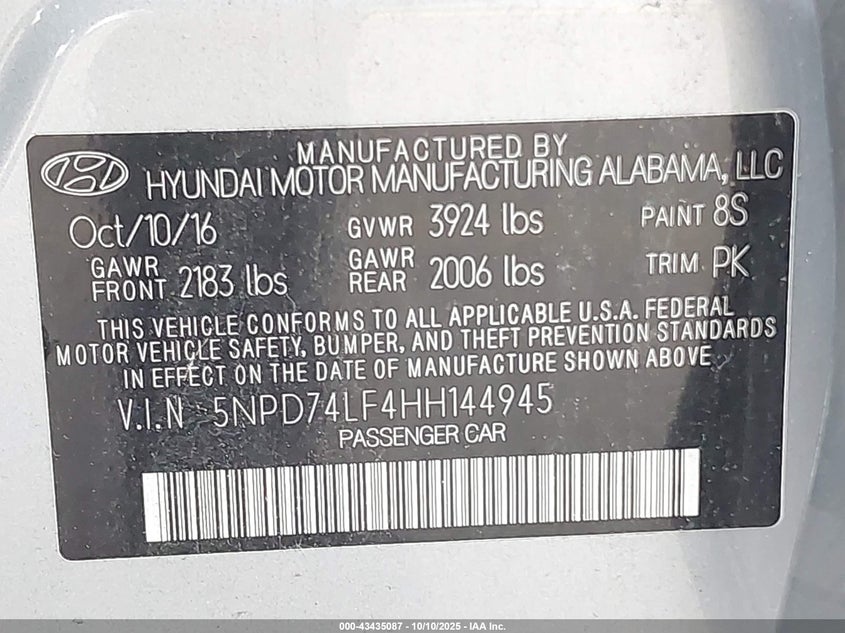 MANUFACTURED BY
HYUNDAI MOTOR MANUFACTURING ALABAMA, LLC
Oct/10/16 GVWR 3924 lbs PAINT 8S
GAWR FRONT 2183 lbs GAWR REAR 2006 lbs TRIM PK
THIS VEHICLE CONFORMS TO ALL APPLICABLE U.S.A. FEDERAL
MOTOR VEHICLE SAFETY, BUMPER, AND THEFT PREVENTION STANDARDS
IN EFFECT ON THE DATE OF MANUFACTURE SHOWN ABOVE
V.I.N 5NPD74LF4HH144945
PASSENGER CAR
000-43435087 - 10/10/2025 - IAA Inc.